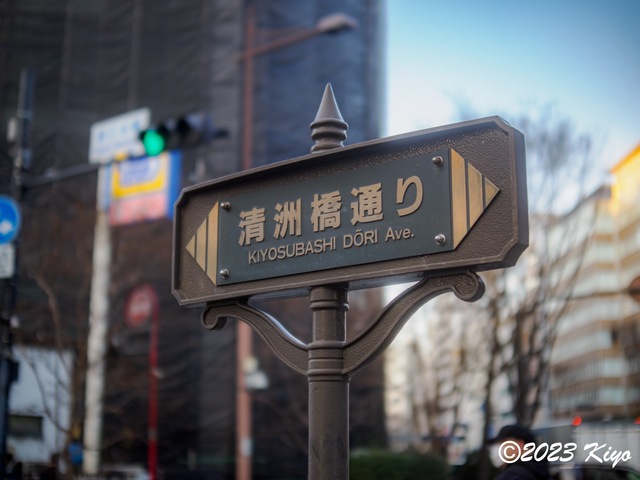 清洲橋通り
KIYOSUBASHI DŌRI Ave.
©2023 Kiyo